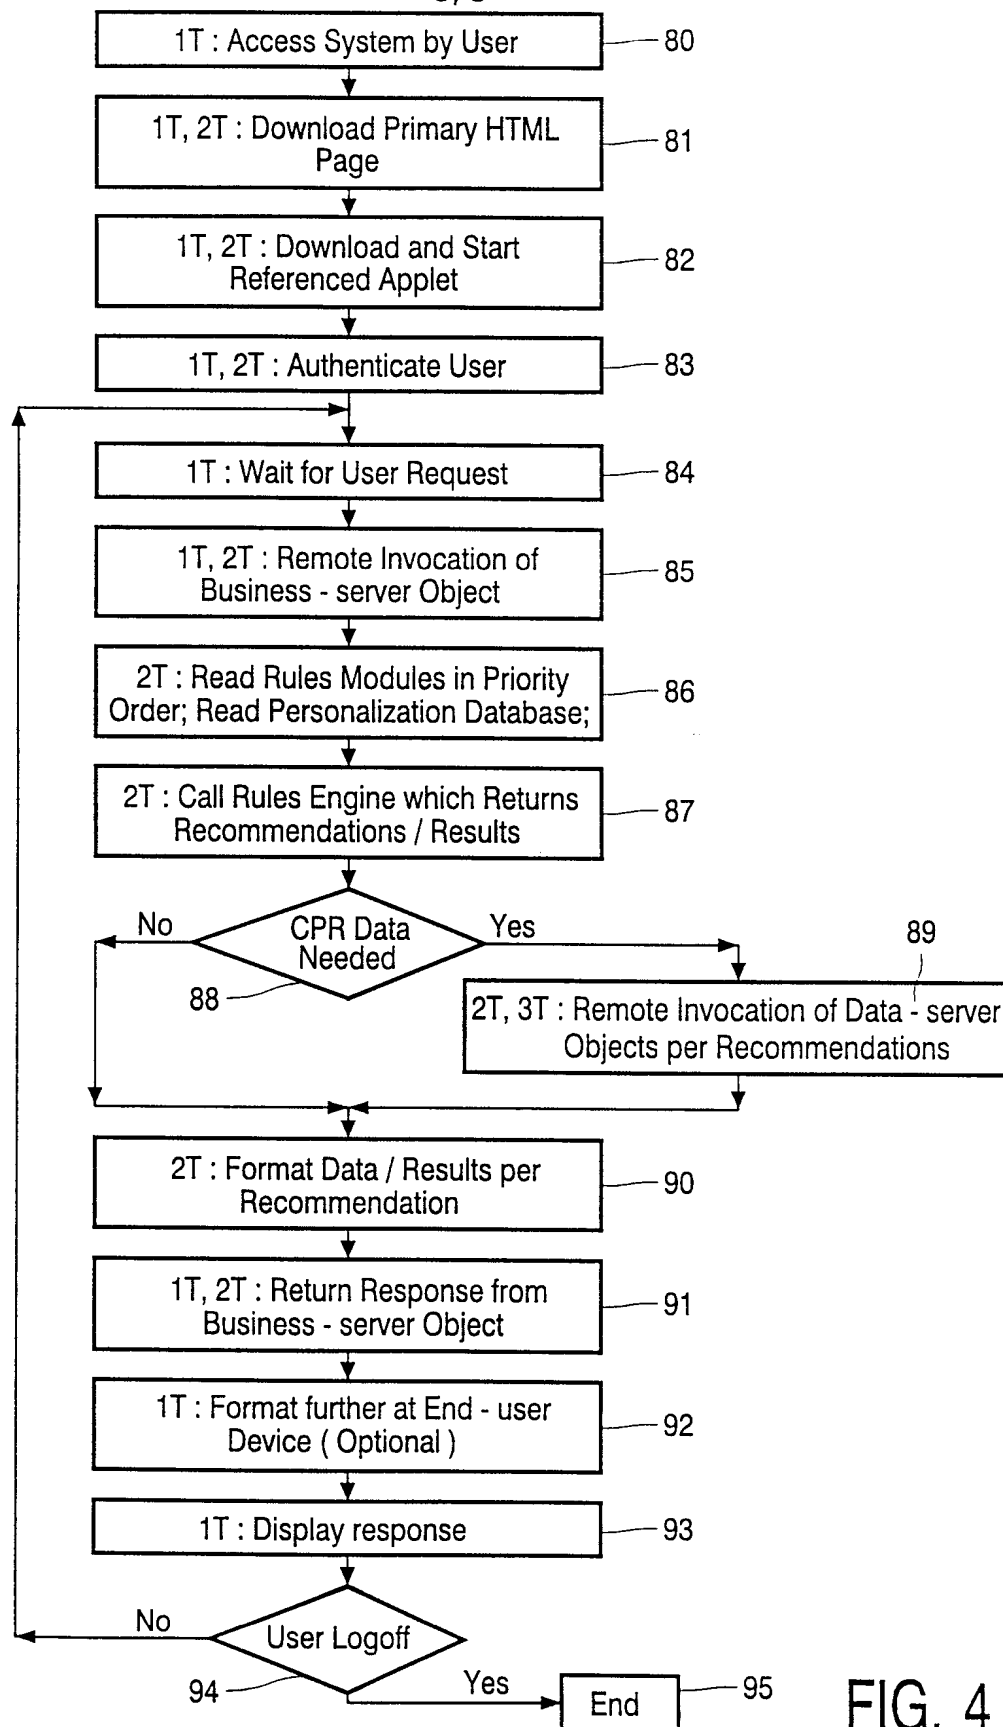 1T : Access System by User
80
1T, 2T : Download Primary HTML
Page
81
1T, 2T : Download and Start
Referenced Applet
82
1T, 2T : Authenticate User
83
1T : Wait for User Request
84
1T, 2T : Remote Invocation of
Business - server Object
85
2T : Read Rules Modules in Priority
Order; Read Personalization Database;
86
2T : Call Rules Engine which Returns
Recommendations / Results
87
No
CPR Data
Needed
Yes
88
89
2T, 3T : Remote Invocation of Data - server
Objects per Recommendations
2T : Format Data / Results per
Recommendation
90
1T, 2T : Return Response from
Business - server Object
91
1T : Format further at End - user
Device ( Optional )
92
1T : Display response
93
No
User Logoff
94
Yes
End
95
FIG. 4